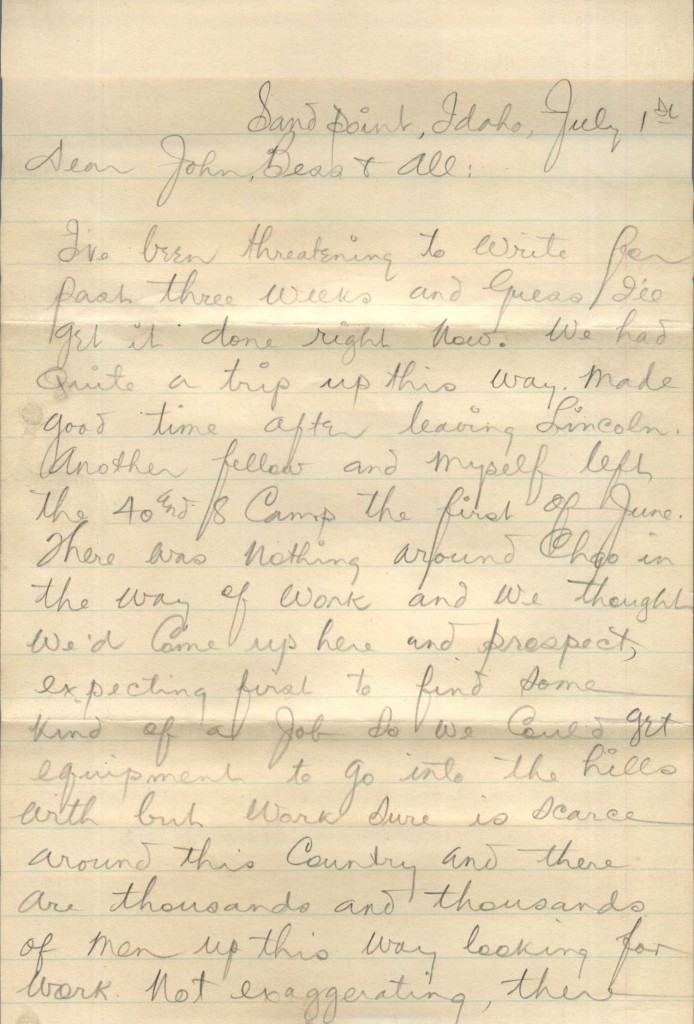 Sandpoint, Idaho, July 1st
Dear John, Bess & All:
I've been threatening to write for
past three weeks and guess I'll
get it done right now. We had
quite a trip up this way. Made
good time after leaving Lincoln.
Another fellow and myself left
the 40 and 8 Camp the first of June.
There was nothing around Chgo in
the way of work and we thought
we'd come up here and prospect,
expecting first to find some
kind of a job so we could get
equipment to go into the hills
with but work sure is scarce
around this country and there
are thousands and thousands
of men up this way looking for
work. Not exaggerating, there